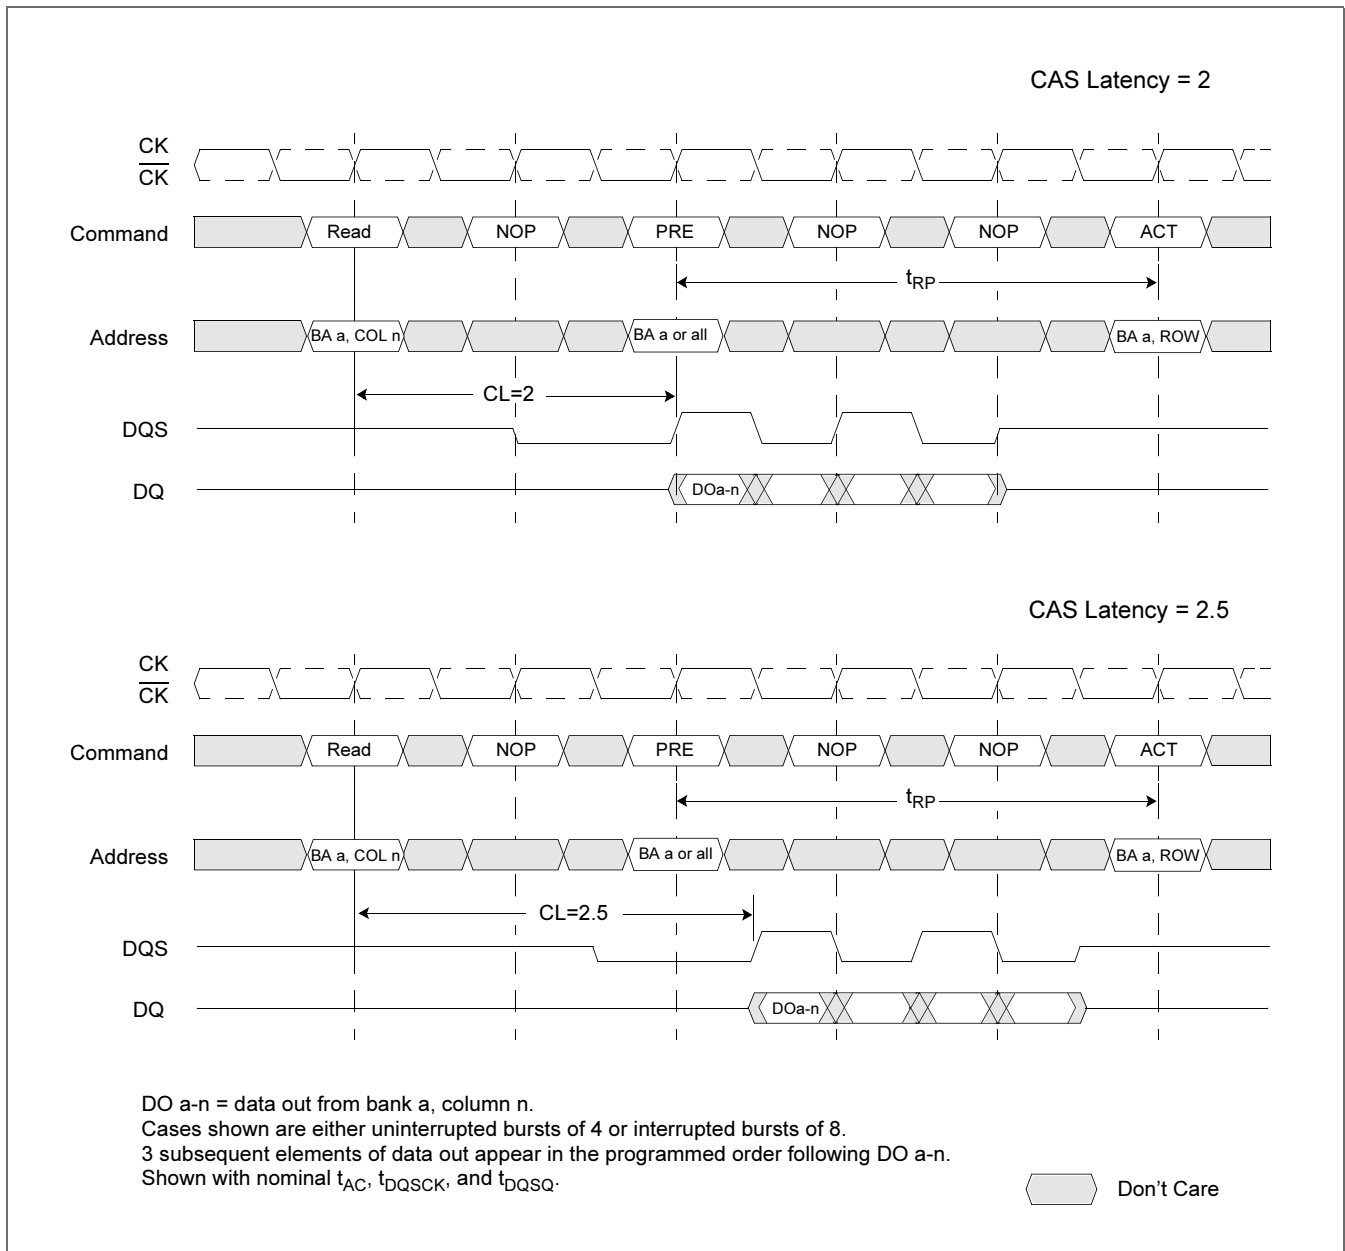 CAS Latency = 2
CK
CK
Command Read NOP PRE NOP NOP ACT
tRP
Address BA a, COL n BA a or all BA a, ROW
CL=2
DQS
DQ DOa-n
CAS Latency = 2.5
CK
CK
Command Read NOP PRE NOP NOP ACT
tRP
Address BA a, COL n BA a or all BA a, ROW
CL=2.5
DQS
DQ DOa-n
DO a-n = data out from bank a, column n.
Cases shown are either uninterrupted bursts of 4 or interrupted bursts of 8.
3 subsequent elements of data out appear in the programmed order following DO a-n.
Shown with nominal tAC, tDQSCK, and tDQSQ.
Don't Care